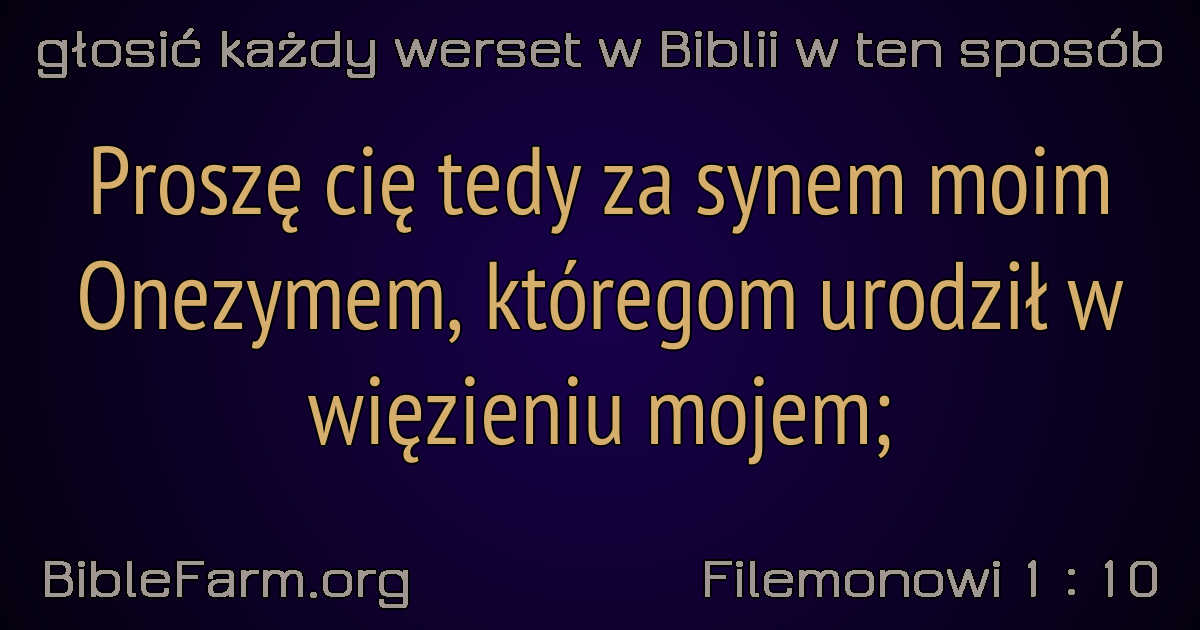 głosić każdy werset w Biblii w ten sposób
Proszę cię tedy za synem moim
Onezymem, któregom urodził w
więzieniu mojem;
BibleFarm.org
Filemonowi 1 : 10